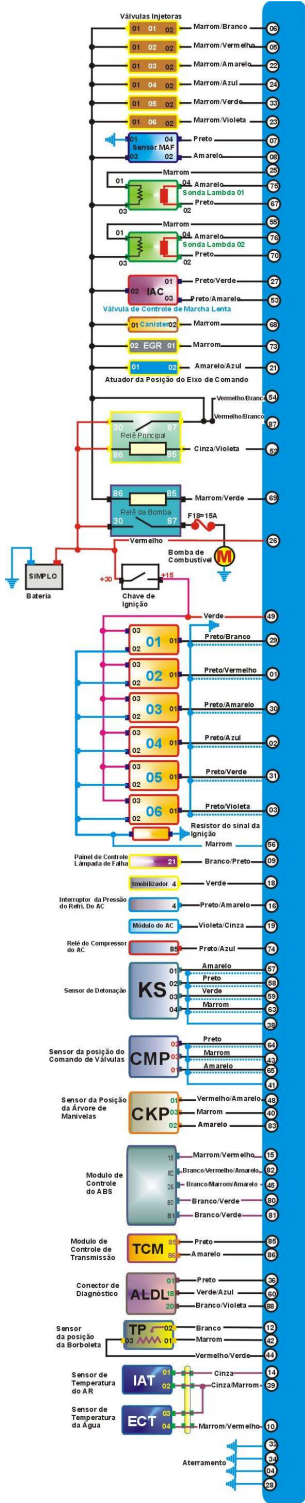 Válvulas Injetoras
01 01 02 Marrom/Branco 06
01 02 02 Marrom/Vermelho 05
01 03 02 Marrom/Amarelo 22
01 04 02 Marrom/Azul 24
01 05 02 Marrom/Verde 33
01 06 02 Marrom/Violeta 23
01 04 Preto 07
Sensor MAF
03 02 Amarelo 08
Marrom 25
01 04 Amarelo 75
Sonda Lambda 01
03 02 Preto 67
Marrom 55
01 04 Amarelo 76
Sonda Lambda 02
03 02 Preto 70
01 Preto/Verde 27
02 IAC
03 Preto/Amarelo 53
Válvula de Controle de Marcha Lenta
01 Canister 02 Marrom 68
02 EGR 01 Marrom 73
01 02 Amarelo/Azul 21
Atuador da Posição do Eixo de Comando
Vermelho/Branco 54
Vermelho/Branco 87
30 87
Relê Principal
86 85 Cinza/Violeta 52
86 85 Marrom/Verde 69
Relê da Bomba
30 87 F18=15A
Vermelho 26
Bomba de
Combustível M
SIMPLO
Bateria
+30 +15
Chave de
Ignição
Verde 49
03 02 01 01 Preto/Branco 29
03 02 02 01 Preto/Vermelho 01
03 02 03 01 Preto/Amarelo 30
03 02 04 01 Preto/Azul 02
03 02 05 01 Preto/Verde 31
03 02 06 01 Preto/Violeta 03
Resistor do sinal da
ignição
Marrom 56
Painel de Controle
Lâmpada de Falha 21 Branco/Preto 09
Imobilizador 4 Verde 18
Interruptor da Pressão
do Refri. Do AC 4 Preto/Amarelo 16
Módulo do AC Violeta/Cinza 19
Relé do Compressor
do AC 85 Preto/Azul 74
Sensor de Detonação KS
01 Amarelo 57
02 Preto 58
03 Verde 59
04 Marrom 63
38
Sensor da posição do
Comando de Válvulas CMP
02 Preto 64
03 Marrom 43
01 Amarelo 65
41
Sensor da Posição
da Árvore de
Manivelas CKP
01 Vermelho/Amarelo 48
03 Marrom 40
02 Amarelo 83
Modulo de
Controle
do ABS
Marrom/Vermelho 15
Branco/Vermelho/Amarelo 82
Branco/Marrom/Amarelo 45
Branco/Verde 80
Branco/Verde 81
Modulo de
Controle de
Transmissão TCM
85 Preto 85
86 Amarelo 86
Conector de
Diagnóstico ALDL
01 Preto 36
18 Verde/Azul 60
20 Branco/Violeta 88
Sensor
da posição
da Borboleta
TP 02 Branco 12
03 01 Marrom 42
Vermelho/Verde 44
Sensor de
Temperatura
do AR IAT
01 Cinza 14
02 Cinza/Marrom 39
Sensor de
Temperatura
da Água ECT
03
04 Marrom/Vermelho 10
Aterramento
32
34
04
28